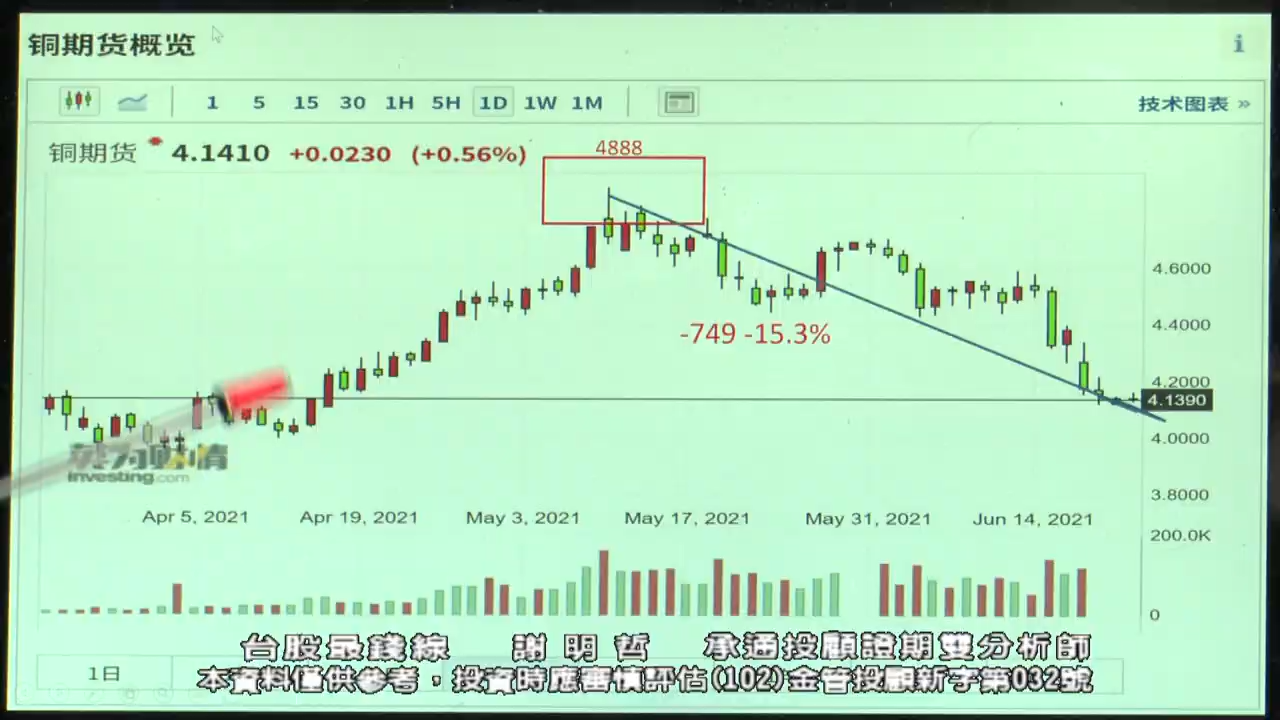 铜期货概览
1 5 15 30 1H 5H 1D 1W 1M 技术图表 »
铜期货 4.1410 +0.0230 (+0.56%)
4888
-749 -15.3%
4.6000
4.4000
4.2000
4.1390
4.0000
3.8000
英为财情
investing.com
Apr 5, 2021 Apr 19, 2021 May 3, 2021 May 17, 2021 May 31, 2021 Jun 14, 2021
200.0K
0
1日
台股最錢線 謝明哲 承通投顧證期雙分析師
本資料僅供參考，投資時應審慎評估(102)金管投顧新字第032號